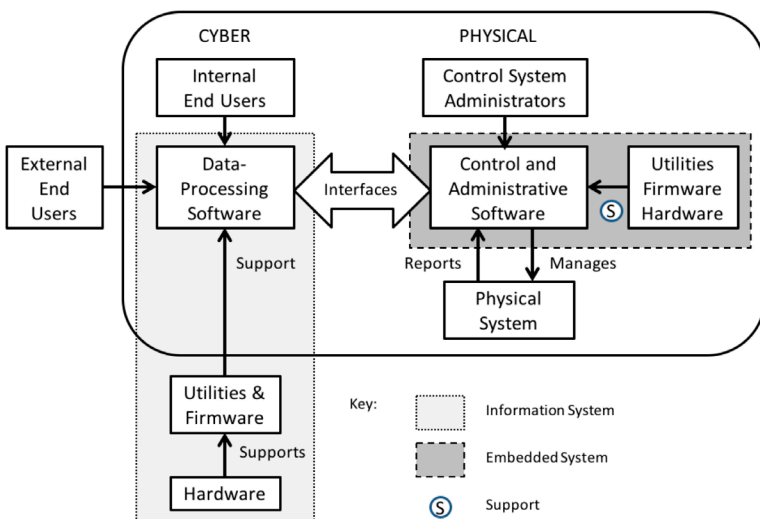 CYBER
PHYSICAL
Internal
End Users
Control System
Administrators
External
End
Users
Data-
Processing
Software
Interfaces
Control and
Administrative
Software
Utilities
Firmware
Hardware
S
Support
Reports
Manages
Physical
System
Utilities &
Firmware
Supports
Hardware
Key:
Information System
Embedded System
S
Support